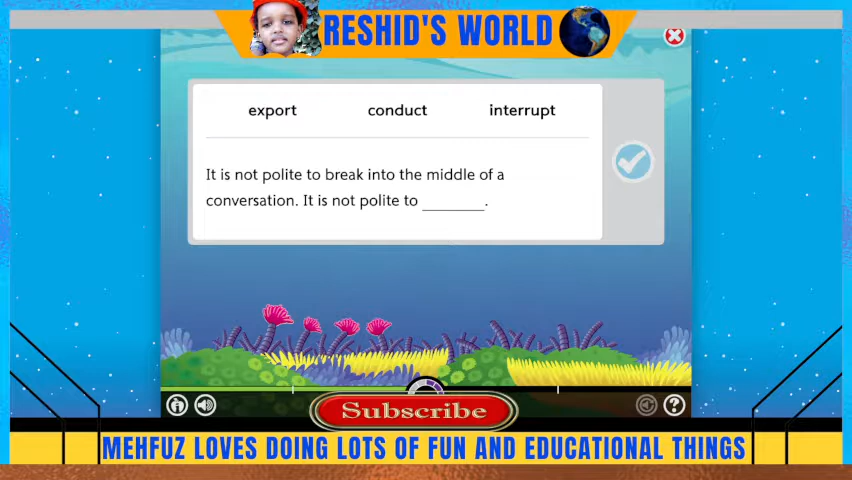 RESHID'S WORLD
export conduct interrupt
It is not polite to break into the middle of a
conversation. It is not polite to ________.
Subscribe
?
MEHFUZ LOVES DOING LOTS OF FUN AND EDUCATIONAL THINGS